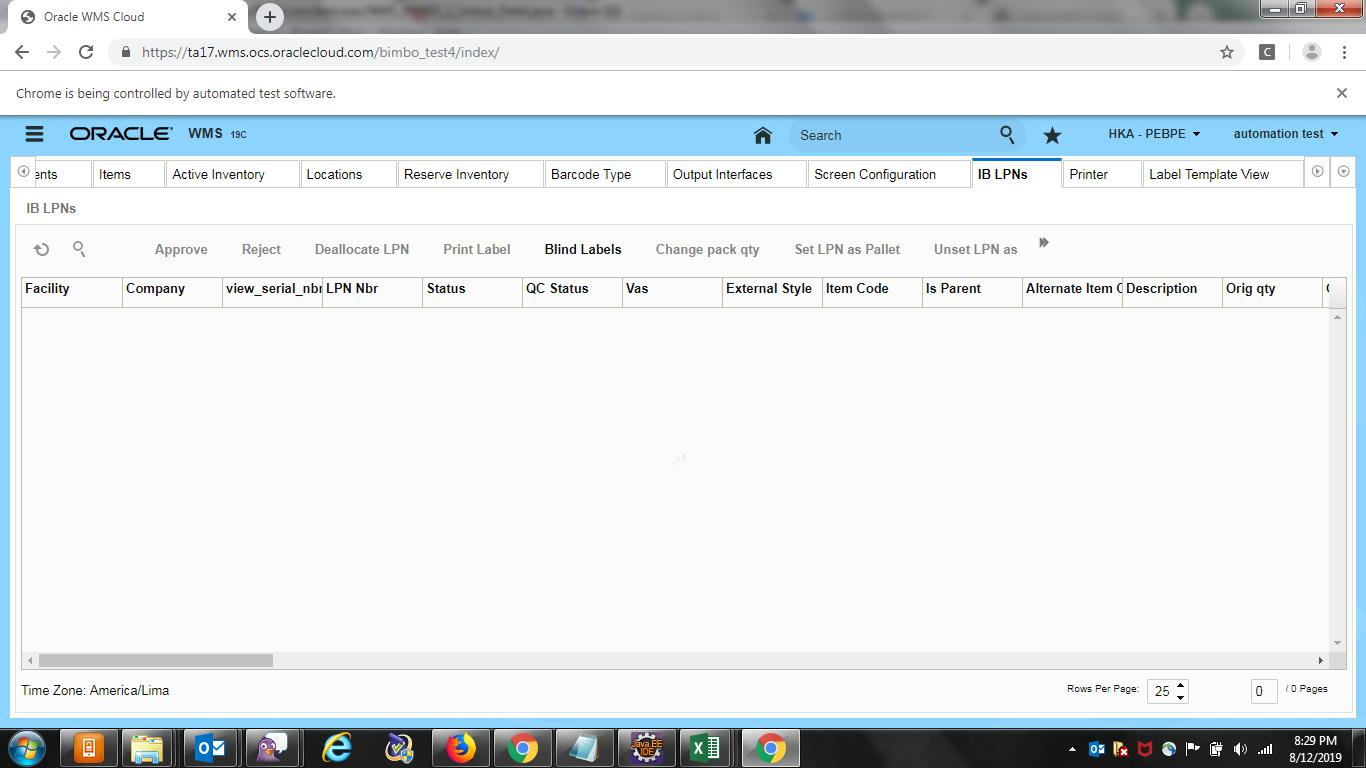 Oracle WMS Cloud
https://ta17.wms.ocs.oraclecloud.com/bimbo_test4/index/
C
Chrome is being controlled by automated test software.
ORACLE WMS 19C Search HKA - PEBPE automation test
ents Items Active Inventory Locations Reserve Inventory Barcode Type Output Interfaces Screen Configuration IB LPNs Printer Label Template View
IB LPNs
Approve Reject Deallocate LPN Print Label Blind Labels Change pack qty Set LPN as Pallet Unset LPN as
Facility Company view_serial_nbr LPN Nbr Status QC Status Vas External Style Item Code Is Parent Alternate Item C Description Orig qty
Time Zone: America/Lima Rows Per Page: 25 0 / 0 Pages
Java EE
IDE
8:29 PM
8/12/2019